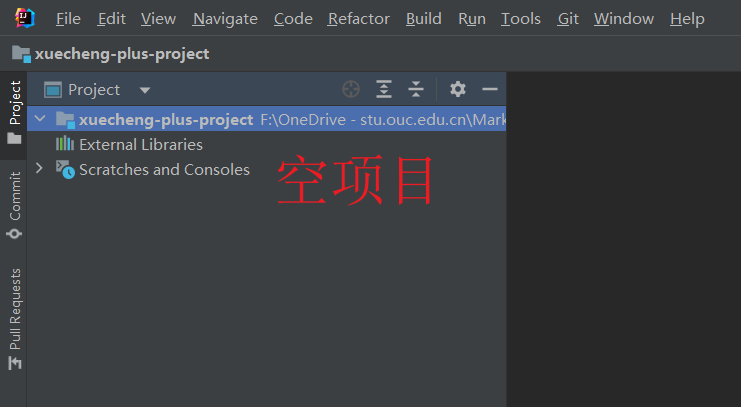 File Edit View Navigate Code Refactor Build Run Tools Git Window Help
xuecheng-plus-project
Project
Project
xuecheng-plus-project F:\OneDrive - stu.ouc.edu.cn\Mark
External Libraries
Scratches and Consoles
空项目
Commit
Pull Requests